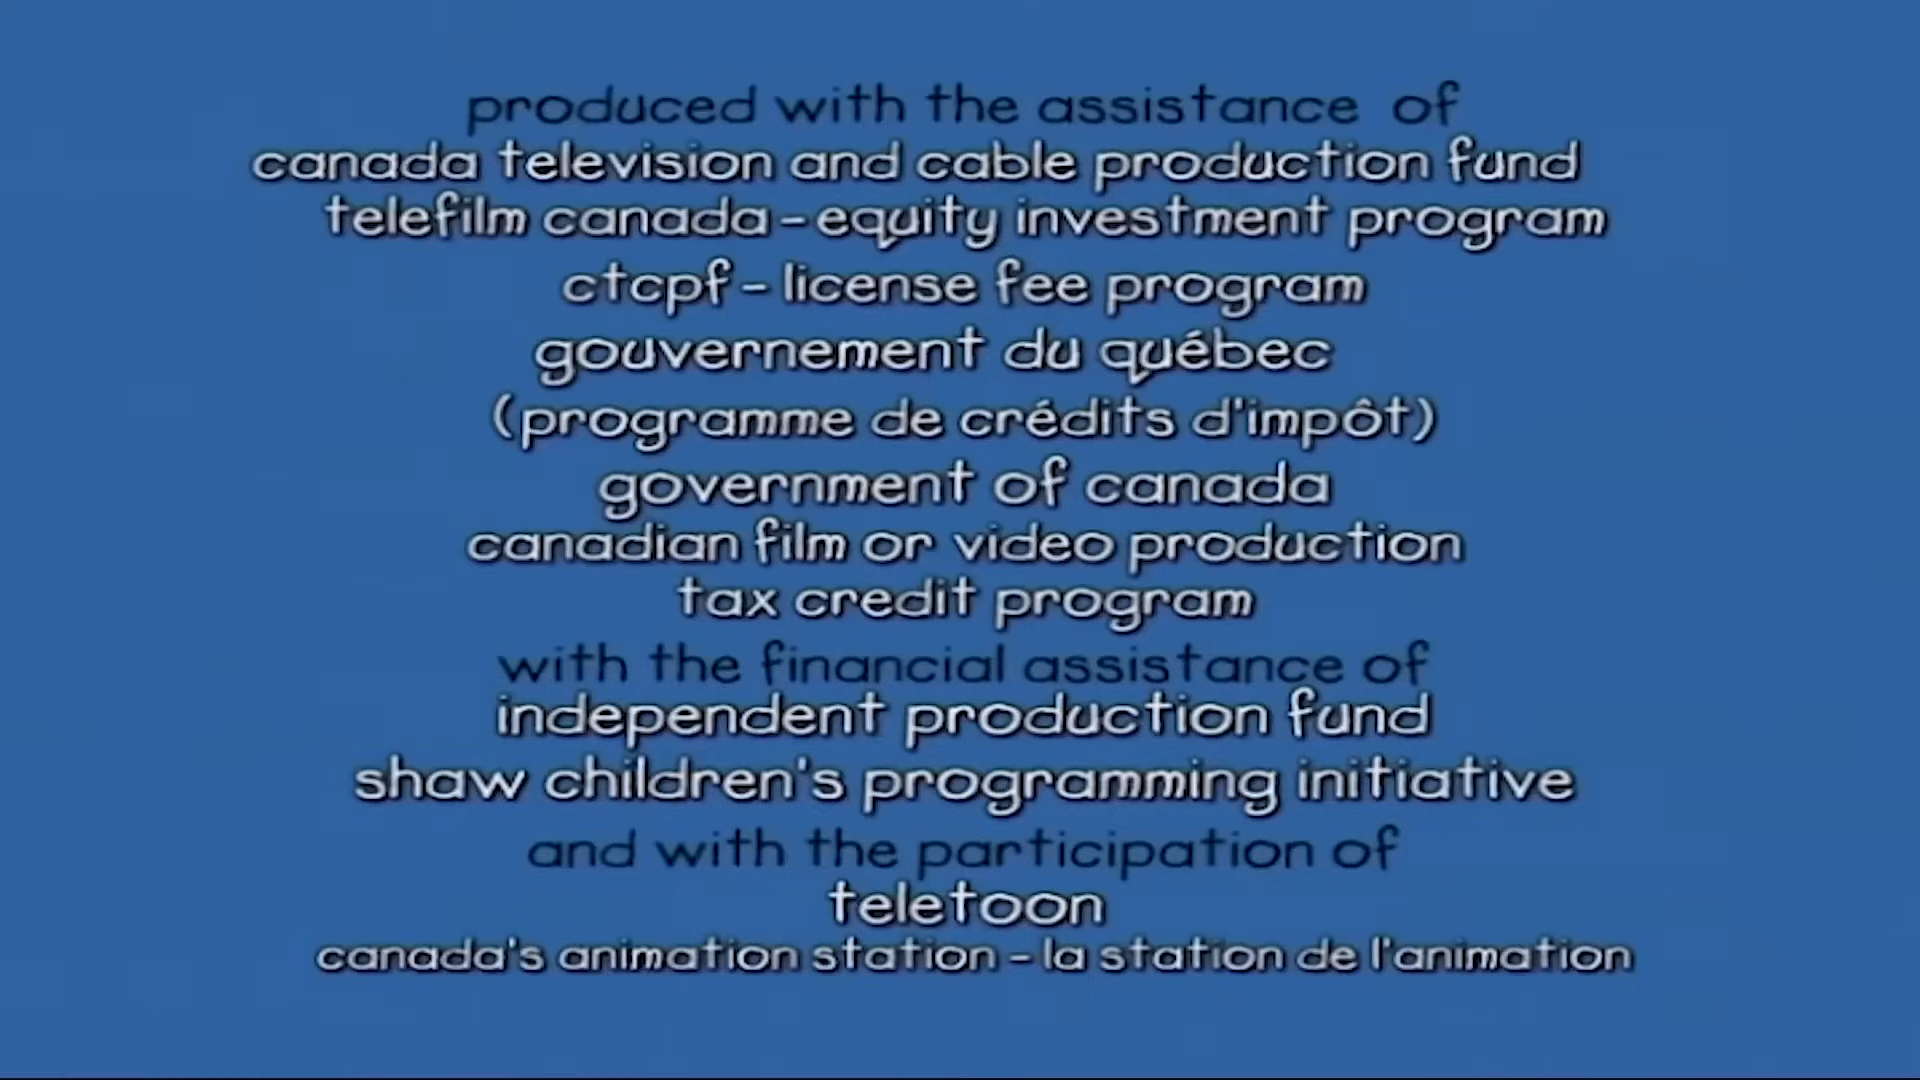 produced with the assistance of
canada television and cable production fund
telefilm canada - equity investment program
ctcpf - license fee program
gouvernement du québec
(programme de crédits d'impôt)
government of canada
canadian film or video production
tax credit program
with the financial assistance of
independent production fund
shaw children's programming initiative
and with the participation of
teletoon
canada's animation station - la station de l'animation